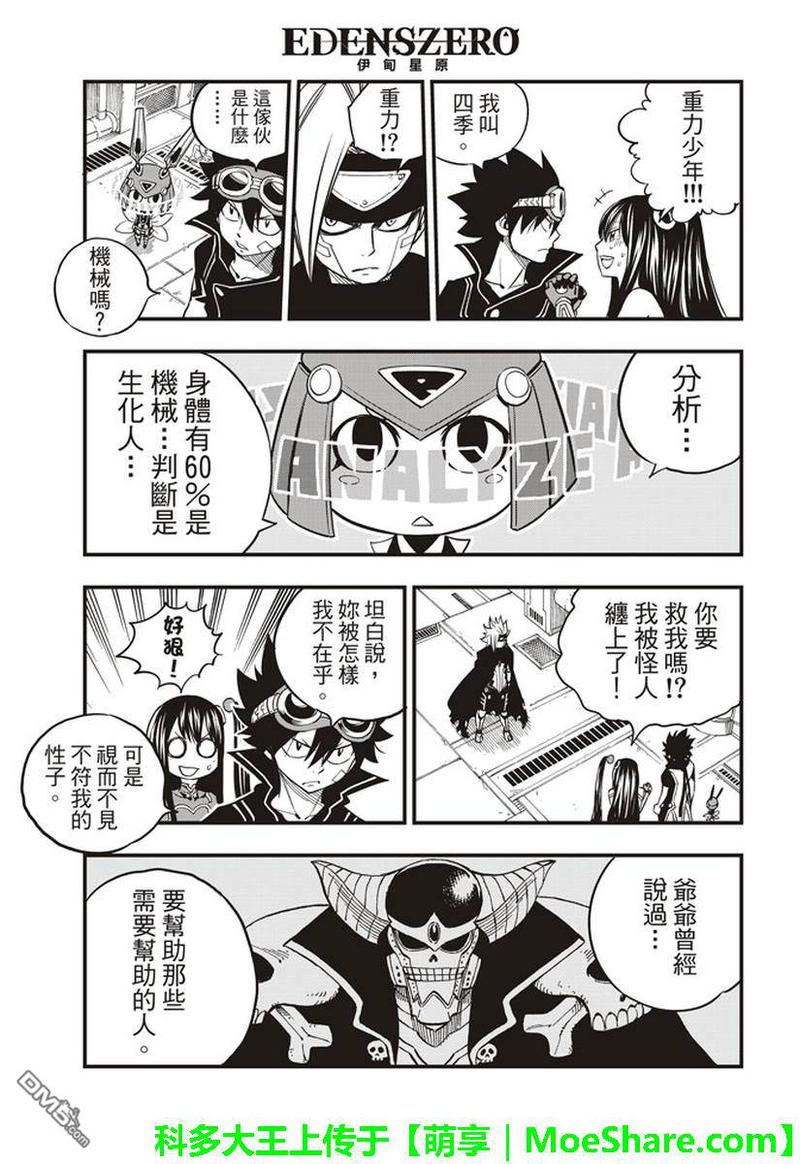 EDENSZERO
伊甸星原
重力少年!!!
我叫
四季。
重力!?
這傢伙
是什麼
……
機械嗎？
分析…
ANALYZE
身體有60%是
機械…判斷是
生化人…
你要
救我嗎!?
我被怪人
纏上了！
坦白說，
妳被怎樣
我不在乎。
好狠！
可是
視而不見
不符我的
性子。
爺爺曾經
說過…
要幫助那些
需要幫助的人。
DM5.com
动漫屋
科多大王上传于【萌享｜MoeShare.com】